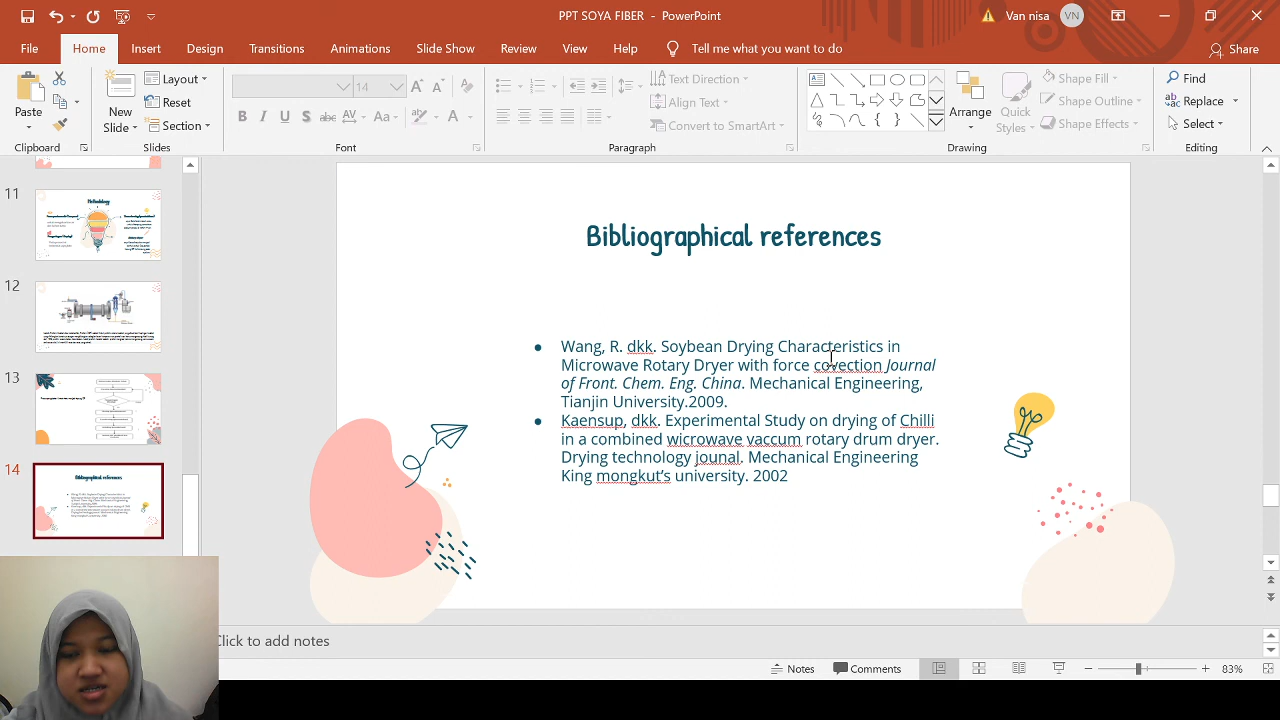 PPT SOYA FIBER - PowerPoint
Van nisa
VN
File
Home
Insert
Design
Transitions
Animations
Slide Show
Review
View
Help
Tell me what you want to do
Share
Paste
New
Slide
Layout
Reset
Section
14
Text Direction
Align Text
Convert to SmartArt
Arrange
Quick
Styles
Shape Fill
Shape Outline
Shape Effects
Find
Replace
Select
Clipboard
Slides
Font
Paragraph
Drawing
Editing
11
Methodology
12
13
14
Bibliographical references
Bibliographical references
Wang, R. dkk. Soybean Drying Characteristics in
Microwave Rotary Dryer with force covection Journal
of Front. Chem. Eng. China. Mechanical Engineering,
Tianjin University.2009.
Kaensup, dkk. Experimental Study on drying of Chilli
in a combined wicrowave vaccum rotary drum dryer.
Drying technology jounal. Mechanical Engineering
King mongkut's university. 2002
Click to add notes
Notes
Comments
83%